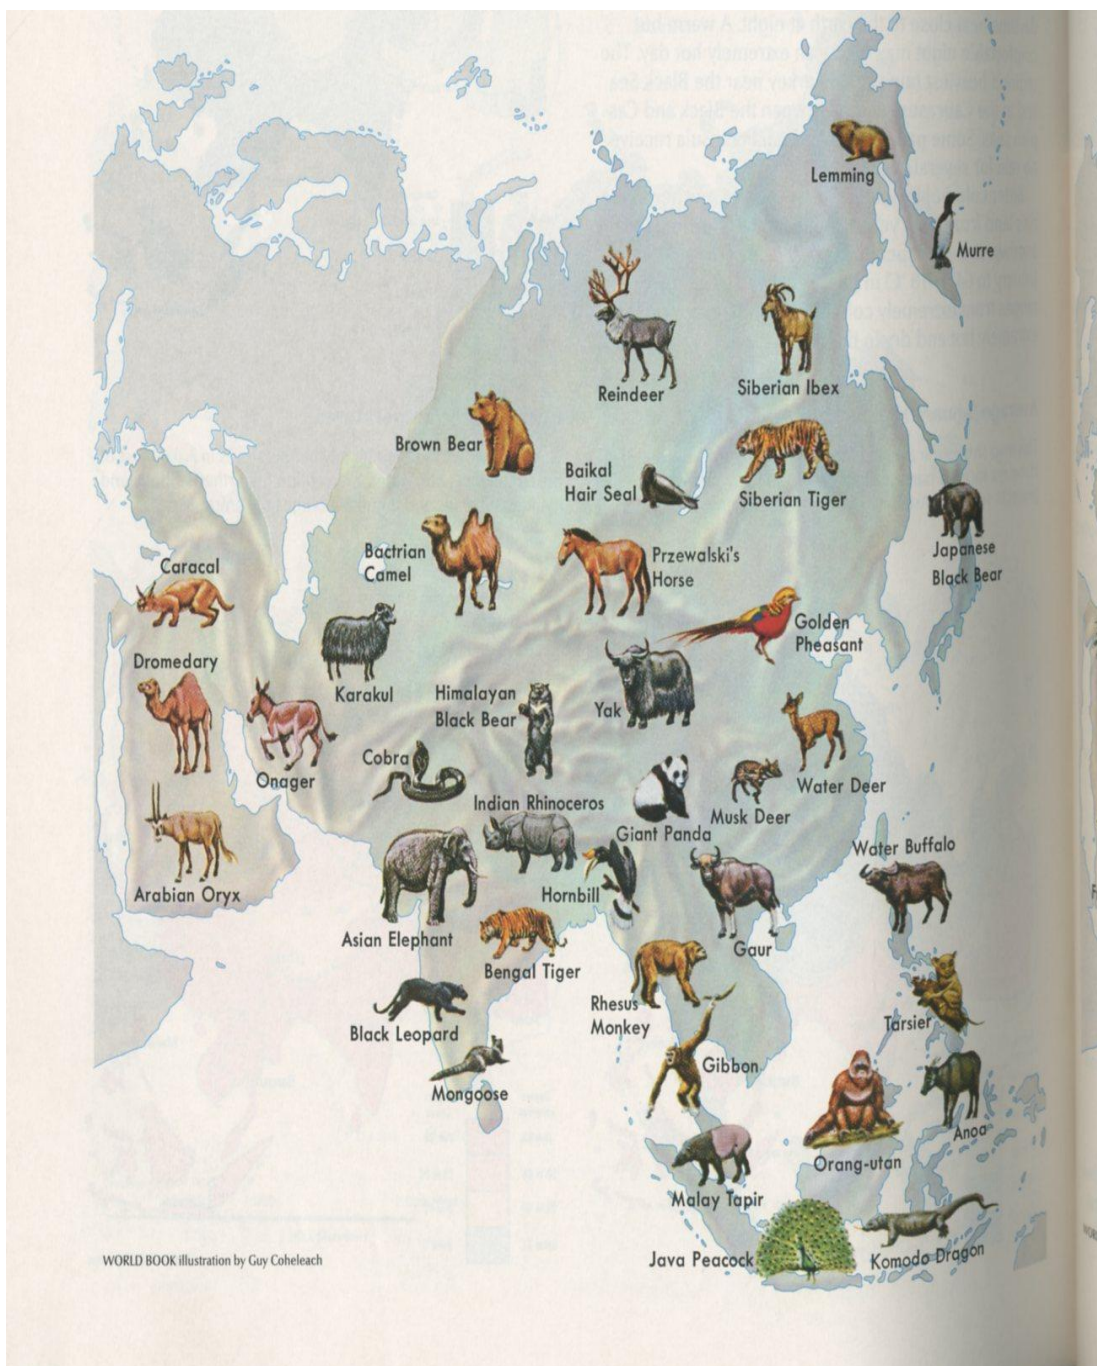 Lemming
Murre
Reindeer
Siberian Ibex
Brown Bear
Baikal
Hair Seal
Siberian Tiger
Japanese
Black Bear
Bactrian
Camel
Przewalski's
Horse
Caracal
Golden
Pheasant
Dromedary
Karakul
Himalayan
Black Bear
Yak
Onager
Cobra
Water Deer
Musk Deer
Indian Rhinoceros
Giant Panda
Water Buffalo
Arabian Oryx
Hornbill
Asian Elephant
Gaur
Bengal Tiger
Rhesus
Monkey
Tarsier
Black Leopard
Gibbon
Mongoose
Anoa
Orang-utan
Malay Tapir
Java Peacock
Komodo Dragon
WORLD BOOK illustration by Guy Coheleach